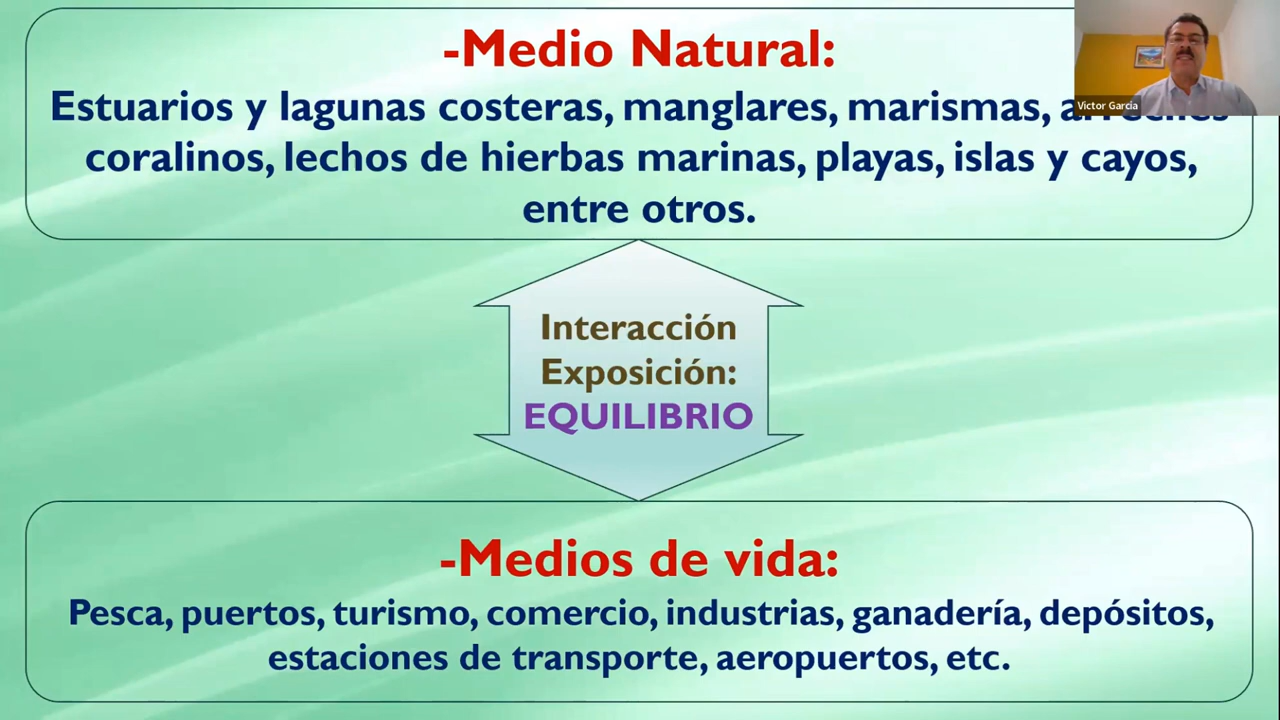 -Medio Natural:
Estuarios y lagunas costeras, manglares, marismas,
coralinos, lechos de hierbas marinas, playas, islas y cayos,
entre otros.
Victor García
Interacción
Exposición:
EQUILIBRIO
-Medios de vida:
Pesca, puertos, turismo, comercio, industrias, ganadería, depósitos,
estaciones de transporte, aeropuertos, etc.